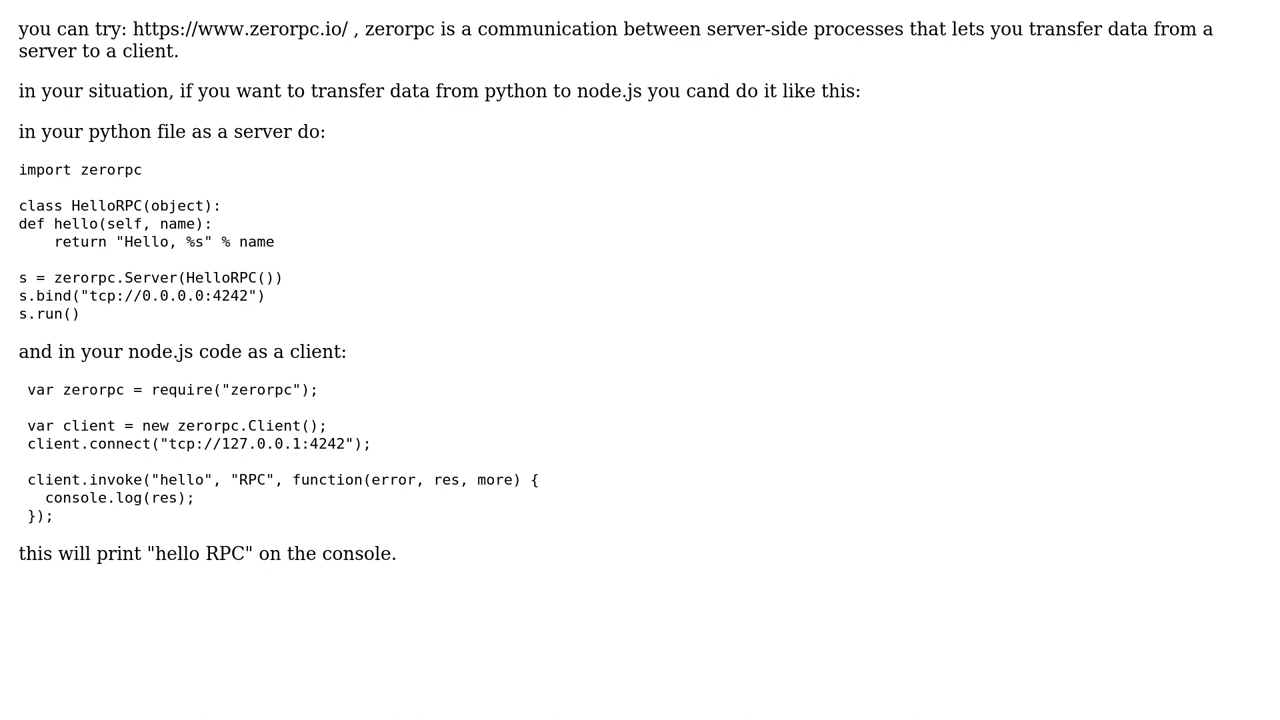 you can try: https://www.zerorpc.io/ , zerorpc is a communication between server-side processes that lets you transfer data from a
server to a client.
in your situation, if you want to transfer data from python to node.js you cand do it like this:
in your python file as a server do:
import zerorpc
class HelloRPC(object):
def hello(self, name):
    return "Hello, %s" % name
s = zerorpc.Server(HelloRPC())
s.bind("tcp://0.0.0.0:4242")
s.run()
and in your node.js code as a client:
 var zerorpc = require("zerorpc");
 var client = new zerorpc.Client();
 client.connect("tcp://127.0.0.1:4242");
 client.invoke("hello", "RPC", function(error, res, more) {
   console.log(res);
 });
this will print "hello RPC" on the console.